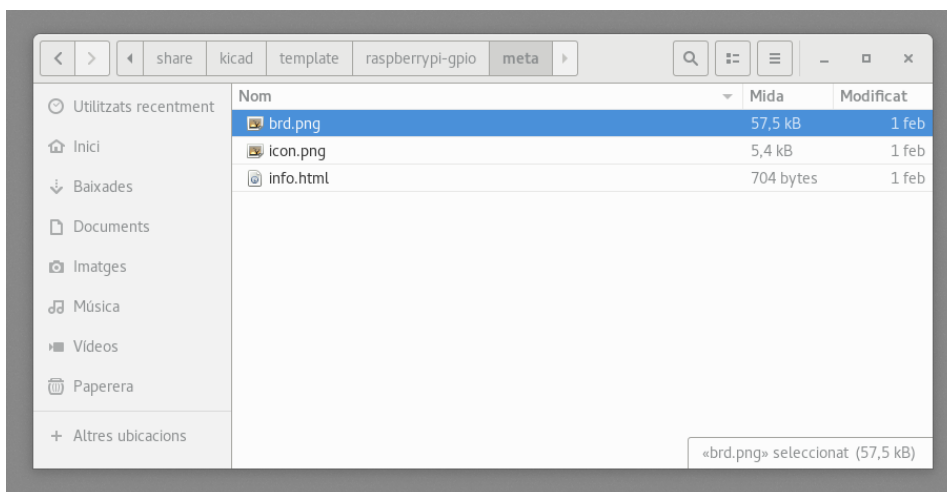 share kicad template raspberrypi-gpio meta
Utilitzats recentment
Inici
Baixades
Documents
Imatges
Música
Vídeos
Paperera
Altres ubicacions
Nom Mida Modificat
brd.png 57,5 kB 1 feb
icon.png 5,4 kB 1 feb
info.html 704 bytes 1 feb
«brd.png» seleccionat (57,5 kB)